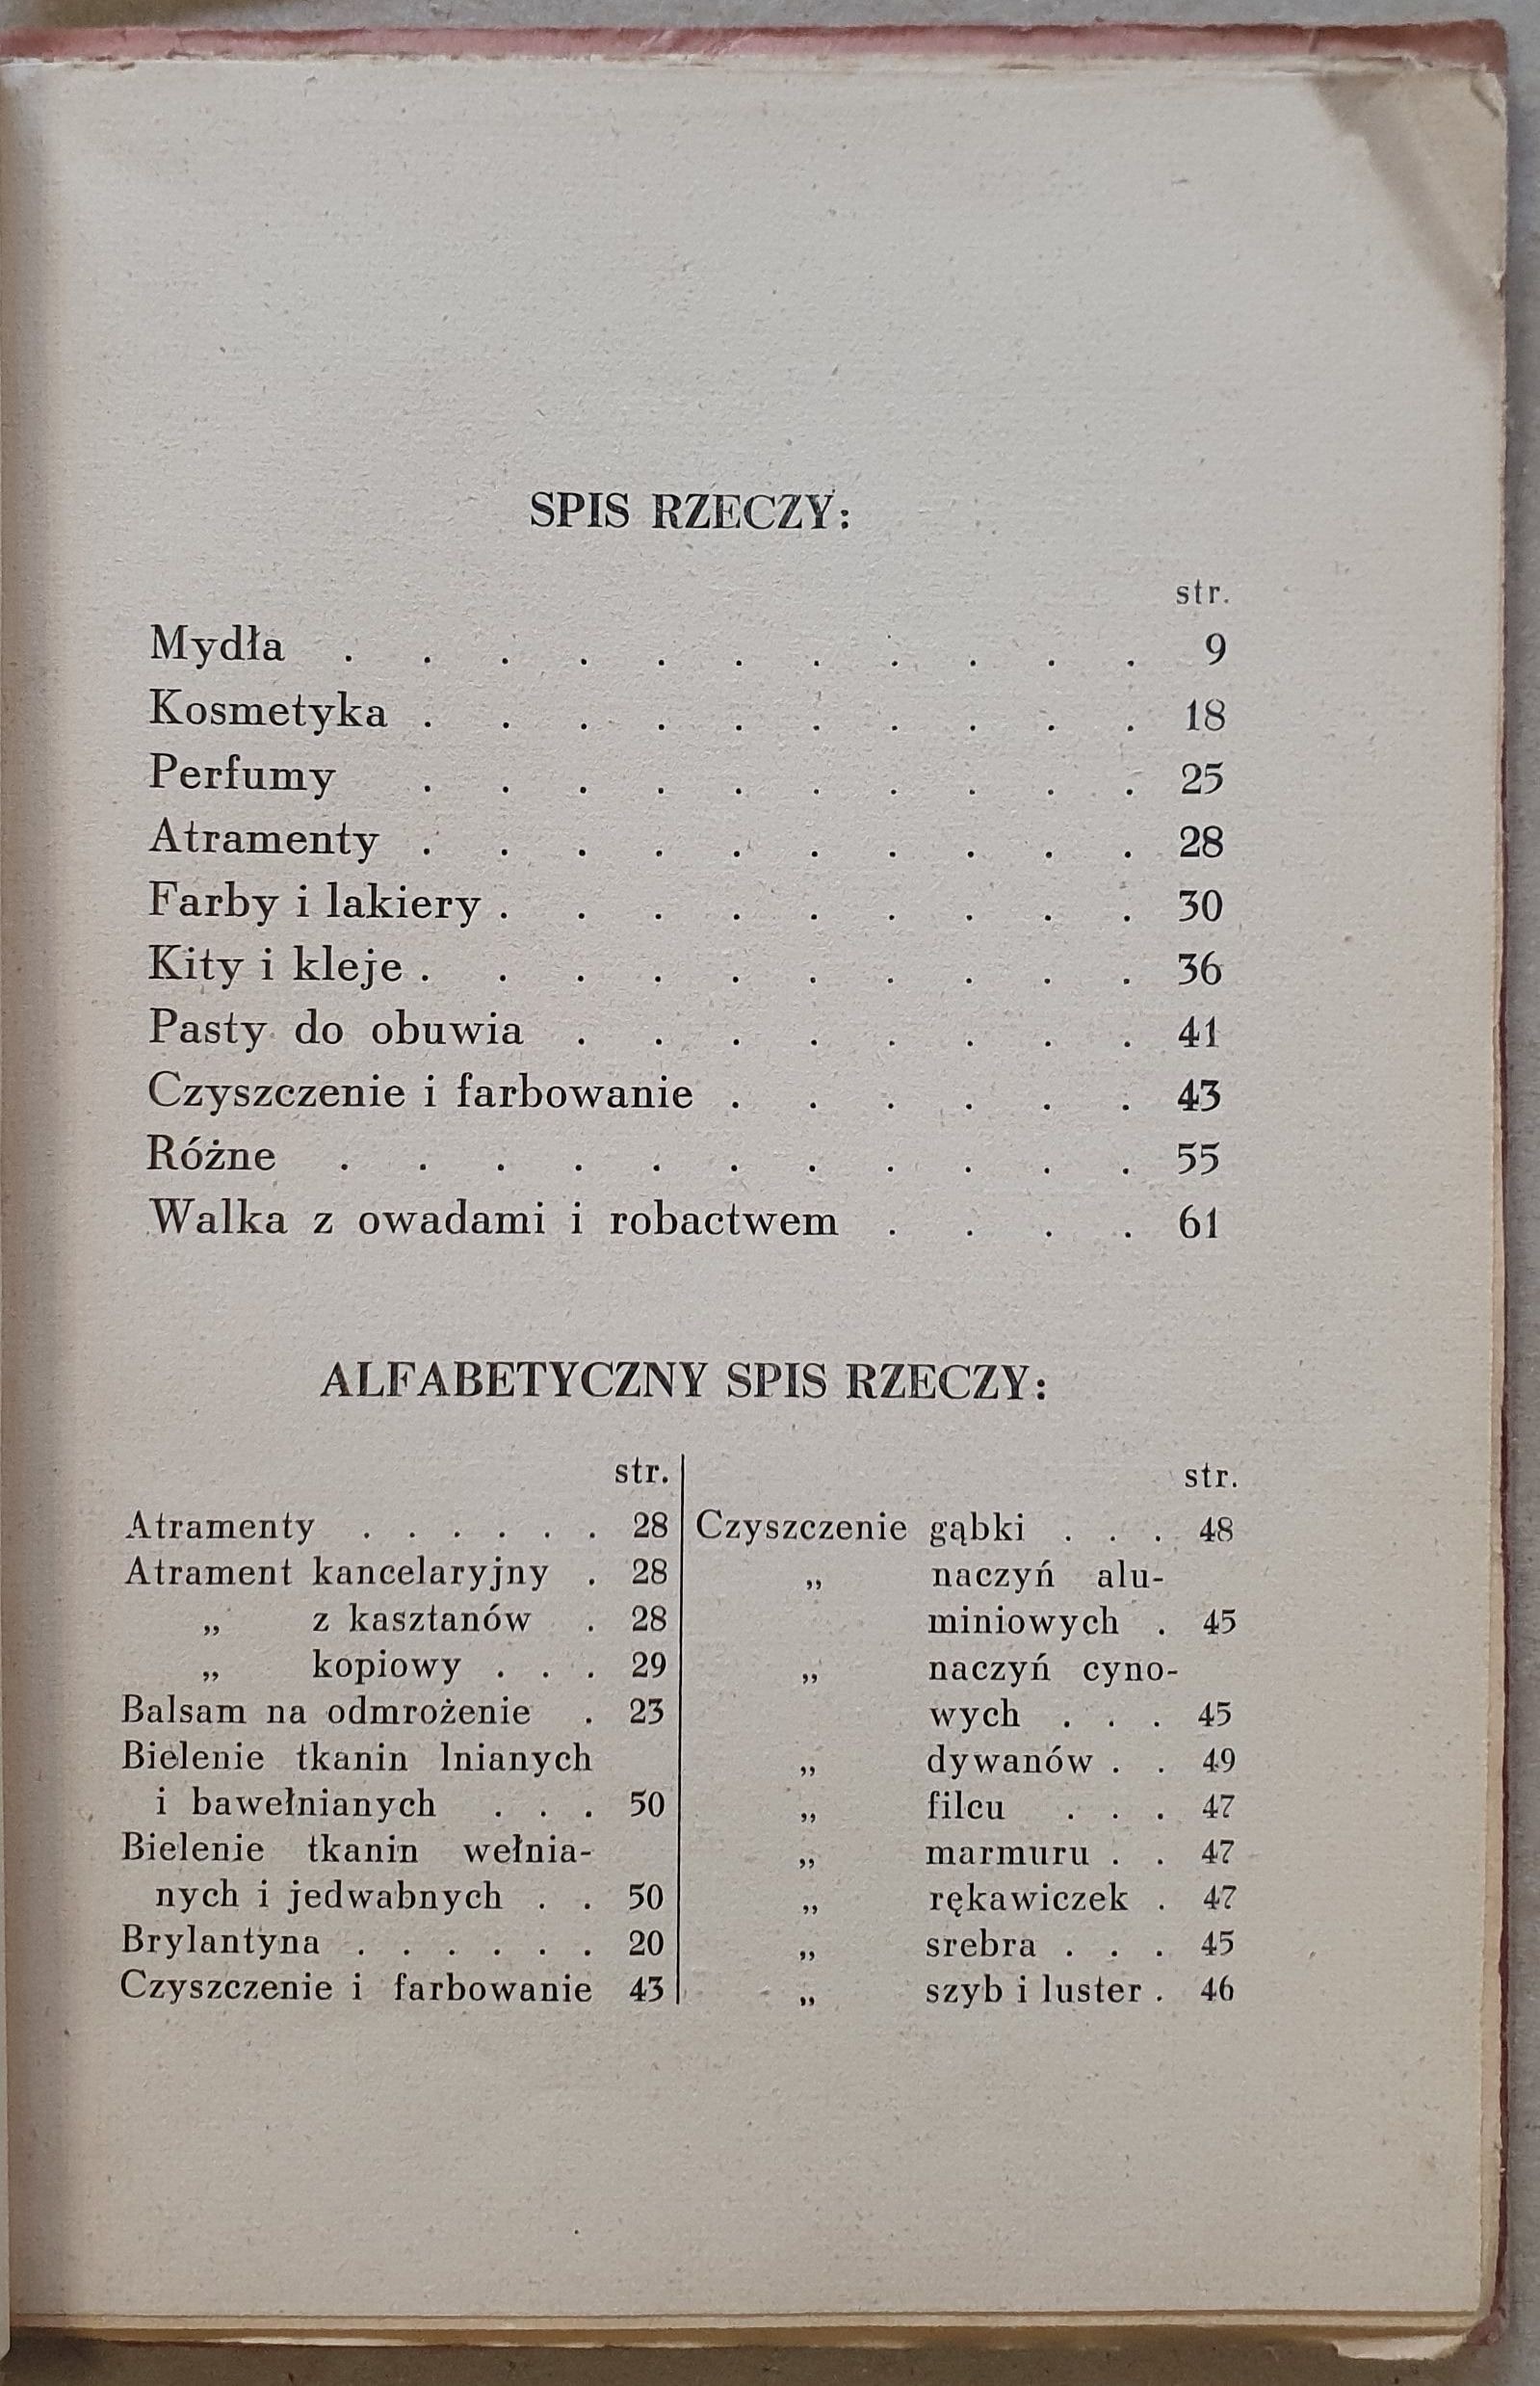 SPIS RZECZY:
str.
Mydła . . . . . . . . . . . 9
Kosmetyka . . . . . . . . . . 18
Perfumy . . . . . . . . . . 25
Atramenty . . . . . . . . . . 28
Farby i lakiery . . . . . . . . . 30
Kity i kleje . . . . . . . . . . 36
Pasty do obuwia . . . . . . . . 41
Czyszczenie i farbowanie . . . . . . 43
Różne . . . . . . . . . . . 55
Walka z owadami i robactwem . . . . 61
ALFABETYCZNY SPIS RZECZY:
str.
Atramenty . . . . . . 28
Atrament kancelaryjny . 28
„ z kasztanów . 28
„ kopiowy . . . 29
Balsam na odmrożenie . 23
Bielenie tkanin lnianych
i bawełnianych . . . 50
Bielenie tkanin wełnia-
nych i jedwabnych . . 50
Brylantyna . . . . . . 20
Czyszczenie i farbowanie 43
str.
Czyszczenie gąbki . . . 48
„ naczyń alu-
miniowych . 45
„ naczyń cyno-
wych . . . 45
„ dywanów . . 49
„ filcu . . . 47
„ marmuru . . 47
„ rękawiczek . 47
„ srebra . . . 45
„ szyb i luster . 46